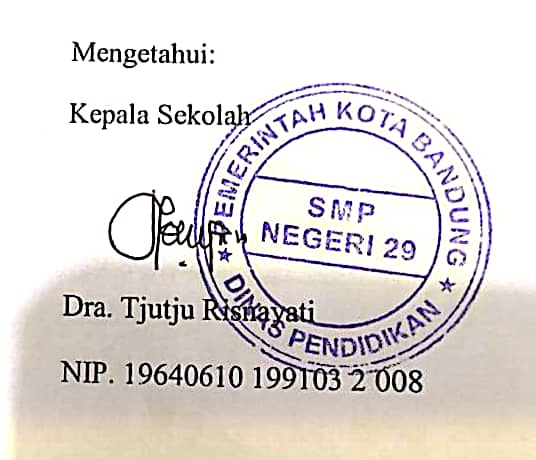 Mengetahui:
Kepala Sekolah
PEMERINTAH KOTA BANDUNG
SMP
NEGERI 29
★ DINAS PENDIDIKAN ★
Dra. Tjutju Risnayati
NIP. 19640610 199103 2 008